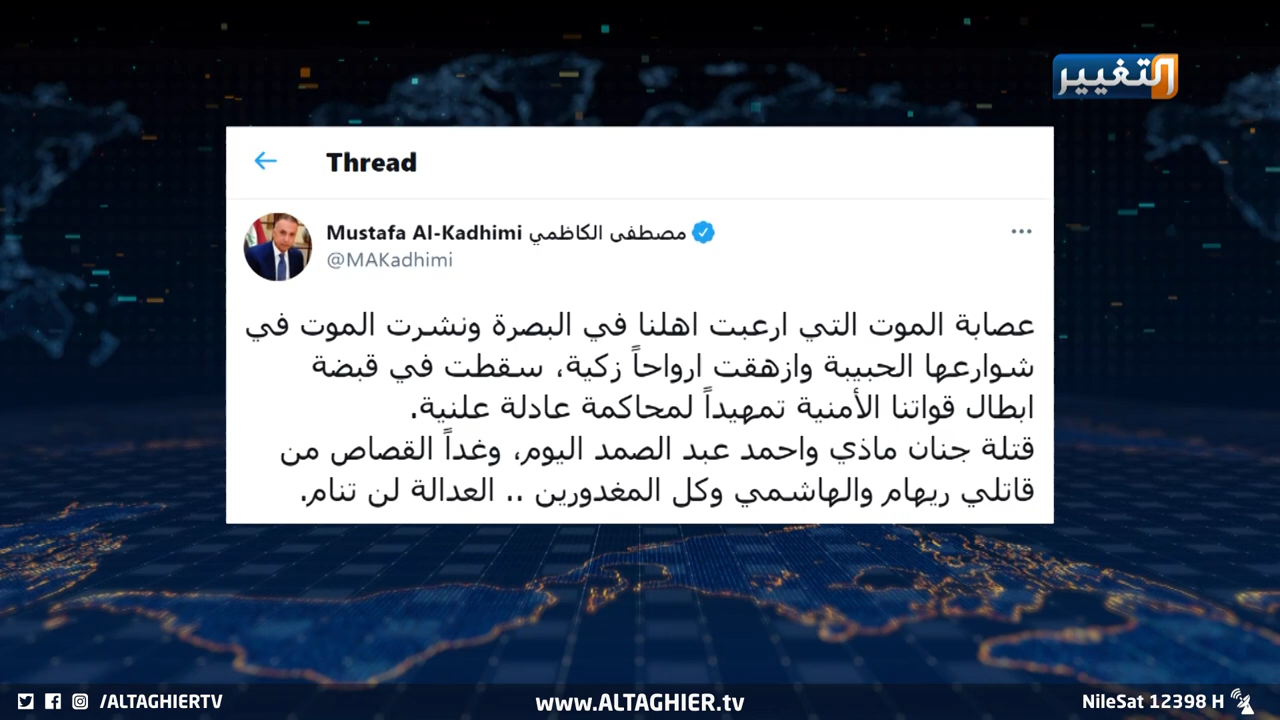 التغيير
Thread
Mustafa Al-Kadhimi مصطفى الكاظمي
@MAKadhimi
عصابة الموت التي ارعبت اهلنا في البصرة ونشرت الموت في
شوارعها الحبيبة وازهقت ارواحاً زكية، سقطت في قبضة
ابطال قواتنا الأمنية تمهيداً لمحاكمة عادلة علنية.
قتلة جنان ماذي واحمد عبد الصمد اليوم، وغداً القصاص من
قاتلي ريهام والهاشمي وكل المغدورين .. العدالة لن تنام.
/ALTAGHIERTV
www.ALTAGHIER.tv
NileSat 12398 H